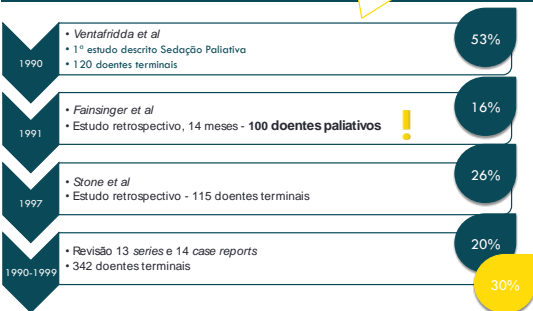 1990
• Ventafridda et al
• 1º estudo descrito Sedação Paliativa
• 120 doentes terminais
53%
1991
• Fainsinger et al
• Estudo retrospectivo, 14 meses - 100 doentes paliativos
!
16%
1997
• Stone et al
• Estudo retrospectivo - 115 doentes terminais
26%
1990-1999
• Revisão 13 series e 14 case reports
• 342 doentes terminais
20%
30%